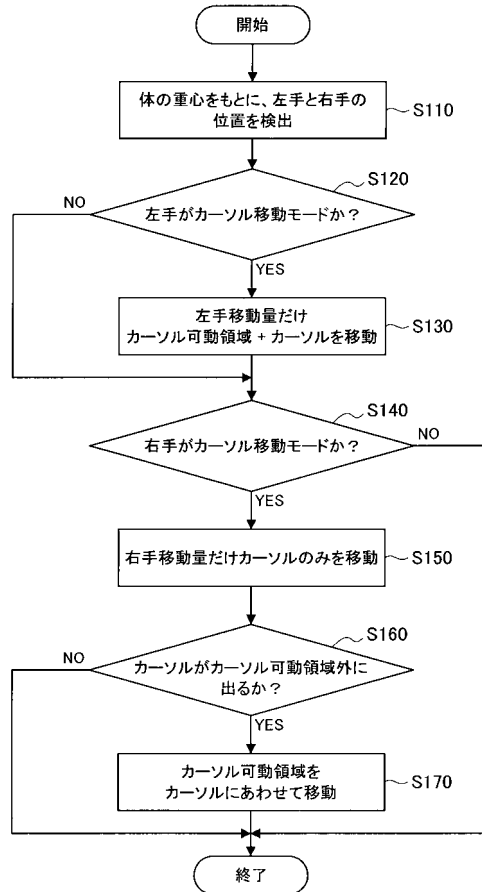 開始
体の重心をもとに、左手と右手の
位置を検出
S110
S120
NO
左手がカーソル移動モードか？
YES
左手移動量だけ
カーソル可動領域 + カーソルを移動
S130
S140
右手がカーソル移動モードか？
NO
YES
右手移動量だけカーソルのみを移動
S150
S160
NO
カーソルがカーソル可動領域外に
出るか？
YES
カーソル可動領域を
カーソルにあわせて移動
S170
終了